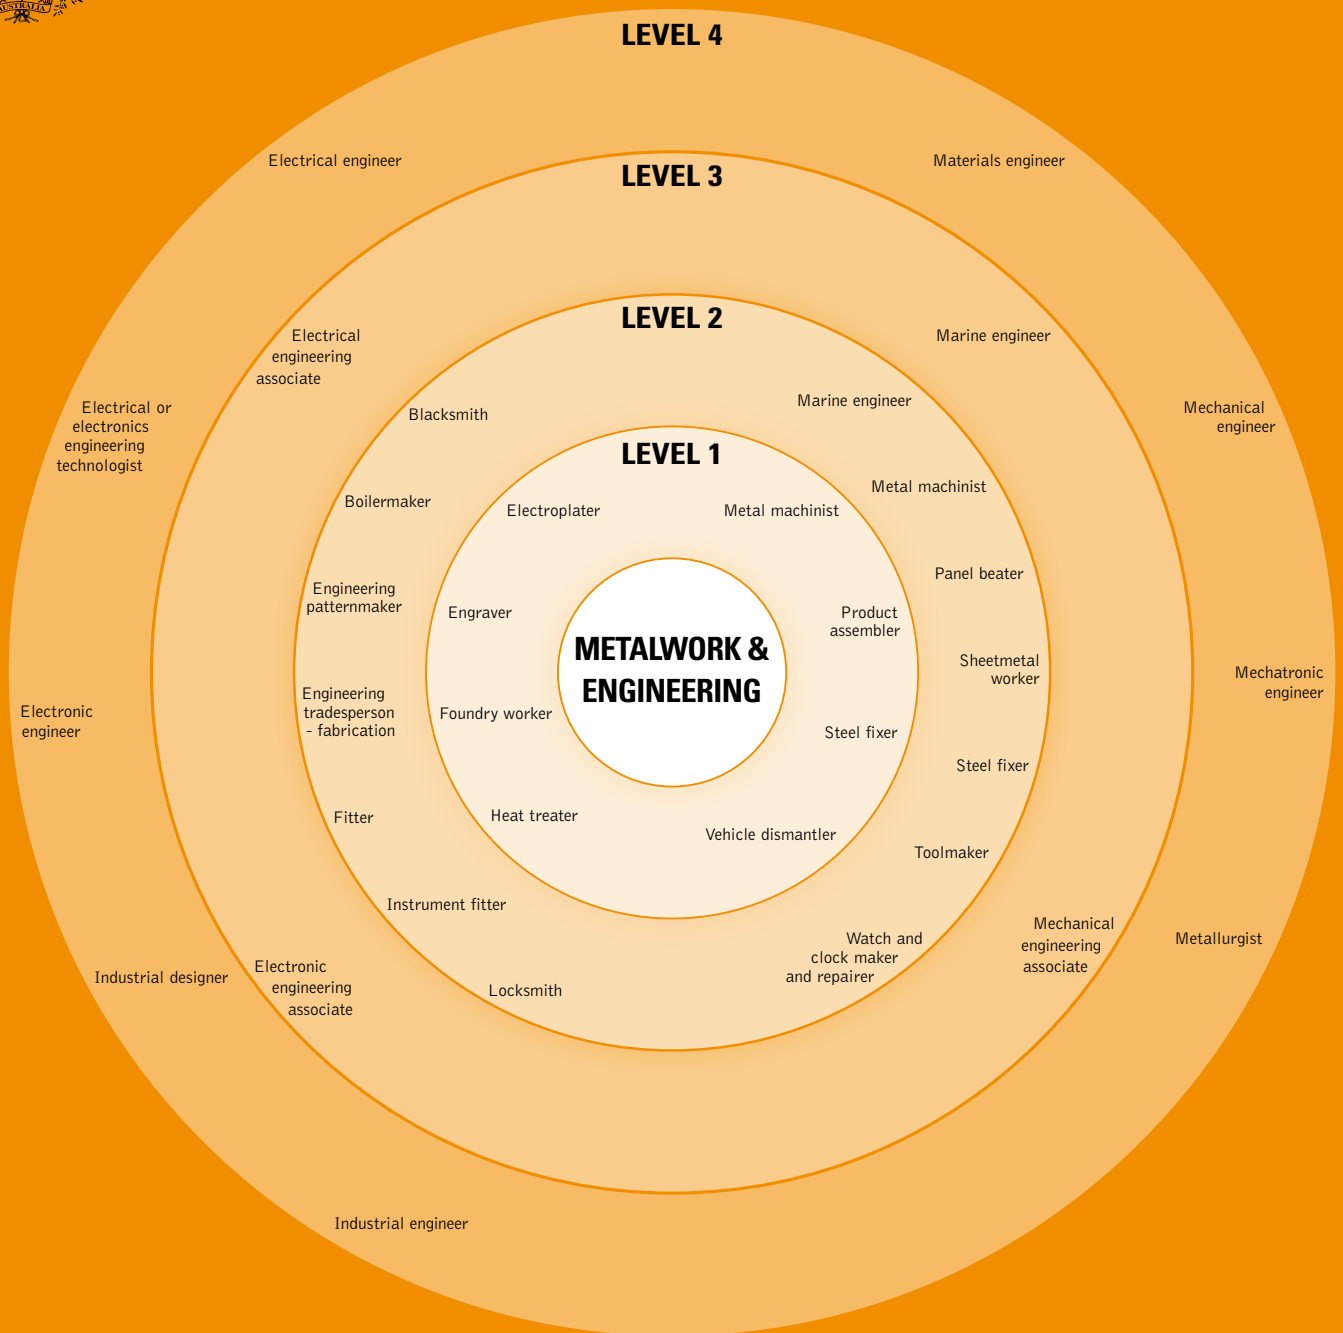 AUSTRALIA
LEVEL 4
Electrical engineer
Materials engineer
LEVEL 3
LEVEL 2
Electrical
engineering
associate
Marine engineer
Electrical or
electronics
engineering
technologist
Blacksmith
Marine engineer
Mechanical
engineer
LEVEL 1
Boilermaker
Electroplater
Metal machinist
Metal machinist
Engineering
patternmaker
Engraver
Product
assembler
Panel beater
METALWORK &
ENGINEERING
Sheetmetal
worker
Mechatronic
engineer
Electronic
engineer
Engineering
tradesperson
- fabrication
Foundry worker
Steel fixer
Steel fixer
Fitter
Heat treater
Vehicle dismantler
Toolmaker
Instrument fitter
Watch and
clock maker
and repairer
Mechanical
engineering
associate
Metallurgist
Industrial designer
Electronic
engineering
associate
Locksmith
Industrial engineer